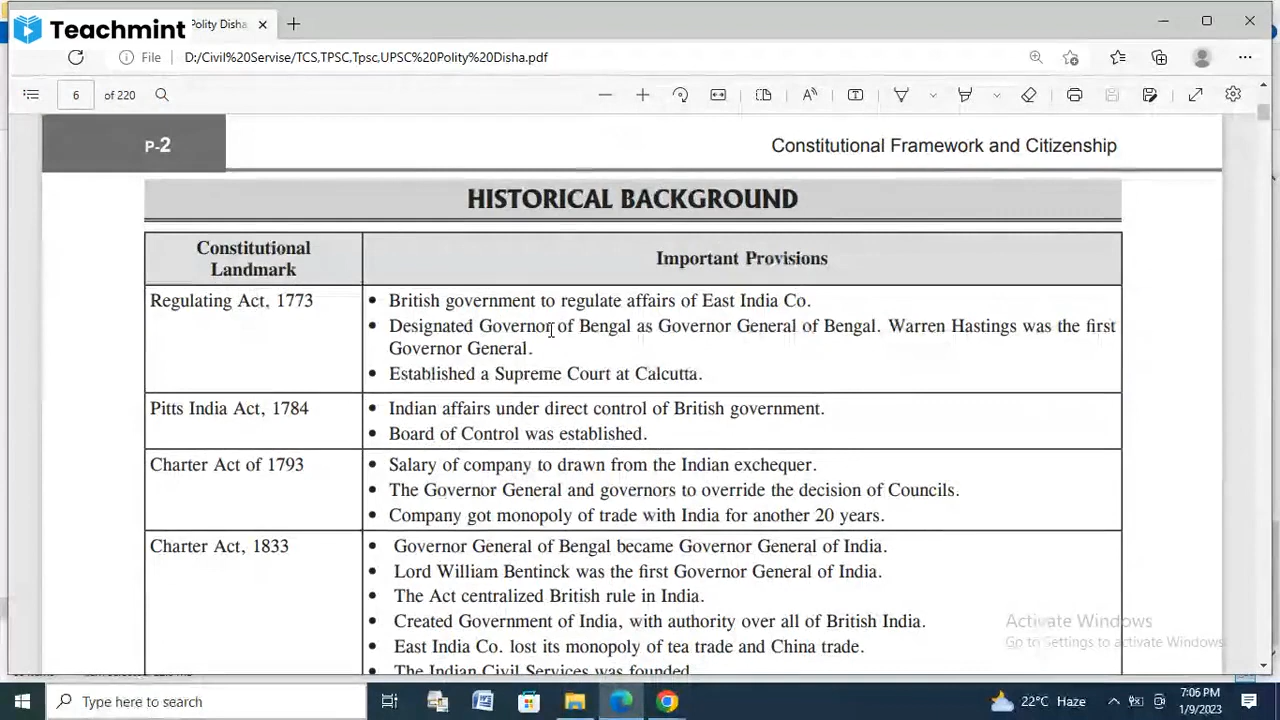 Teachmint
Polity Disha.
File D:/Civil%20Servise/TCS,TPSC,Tpsc,UPSC%20Polity%20Disha.pdf
6 of 220
P-2 Constitutional Framework and Citizenship
HISTORICAL BACKGROUND
Constitutional
Landmark
Important Provisions
Regulating Act, 1773
• British government to regulate affairs of East India Co.
• Designated Governor of Bengal as Governor General of Bengal. Warren Hastings was the first
Governor General.
• Established a Supreme Court at Calcutta.
Pitts India Act, 1784
• Indian affairs under direct control of British government.
• Board of Control was established.
Charter Act of 1793
• Salary of company to drawn from the Indian exchequer.
• The Governor General and governors to override the decision of Councils.
• Company got monopoly of trade with India for another 20 years.
Charter Act, 1833
• Governor General of Bengal became Governor General of India.
• Lord William Bentinck was the first Governor General of India.
• The Act centralized British rule in India.
• Created Government of India, with authority over all of British India.
• East India Co. lost its monopoly of tea trade and China trade.
• The Indian Civil Services was founded
Activate Windows
Go to Settings to activate Windows.
Type here to search
22°C Haze
7:06 PM
1/9/2023